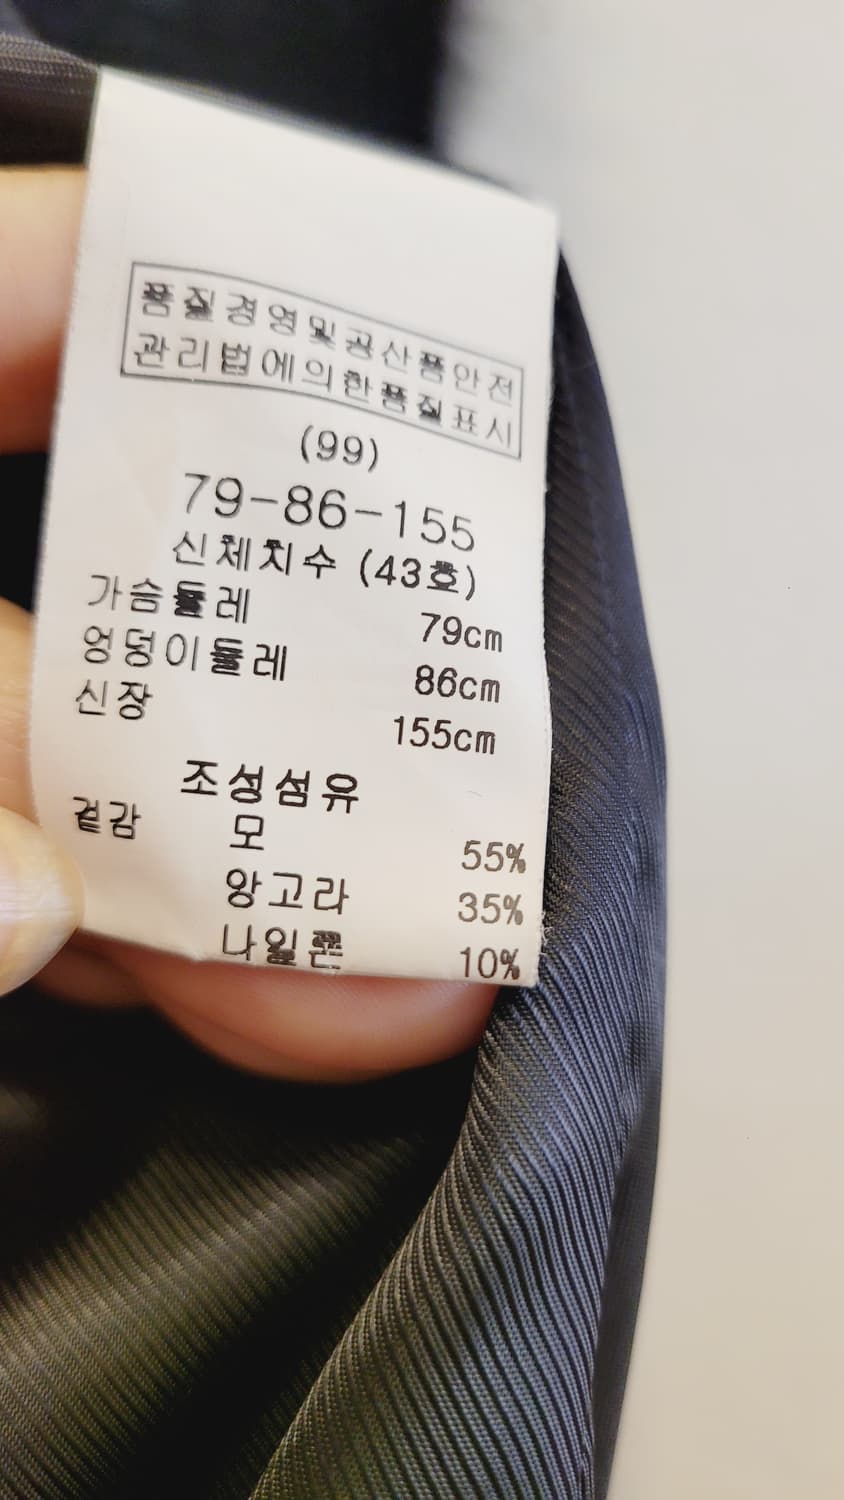 품질경영및공산품안전
관리법에의한품질표시
(99)
79-86-155
신체치수 (43호)
가슴둘레 79cm
엉덩이둘레 86cm
신장 155cm
조성섬유
겉감 모 55%
앙고라 35%
나일론 10%